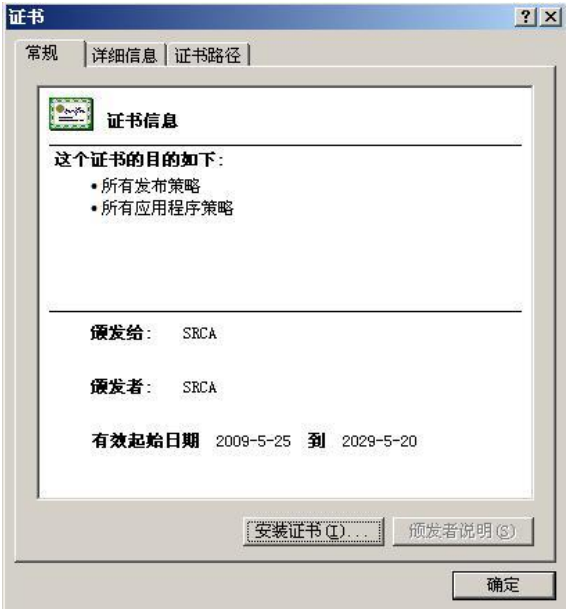 证书
常规 详细信息 证书路径
证书信息
这个证书的目的如下:
•所有发布策略
•所有应用程序策略
颁发给: SRCA
颁发者: SRCA
有效起始日期 2009-5-25 到 2029-5-20
安装证书(I)... 颁发者说明(S)
确定